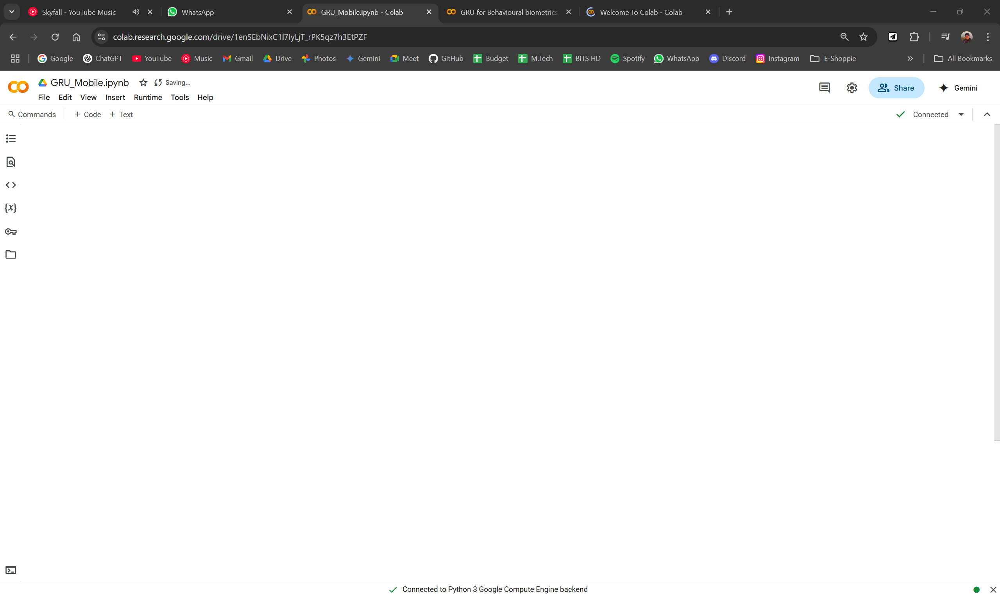 Skyfall - YouTube Music
WhatsApp
GRU_Mobile.ipynb - Colab
GRU for Behavioural biometrics
Welcome To Colab - Colab
colab.research.google.com/drive/1enSEbNixC1l7IyLjT_rPK5qz7h3EtPZF
Google ChatGPT YouTube Music Gmail Drive Photos Gemini Meet GitHub Budget M.Tech BITS HD Spotify WhatsApp Discord Instagram E-Shoppie » All Bookmarks
GRU_Mobile.ipynb Saving...
File Edit View Insert Runtime Tools Help
Share
Gemini
Commands + Code + Text
Connected
{x}
Connected to Python 3 Google Compute Engine backend